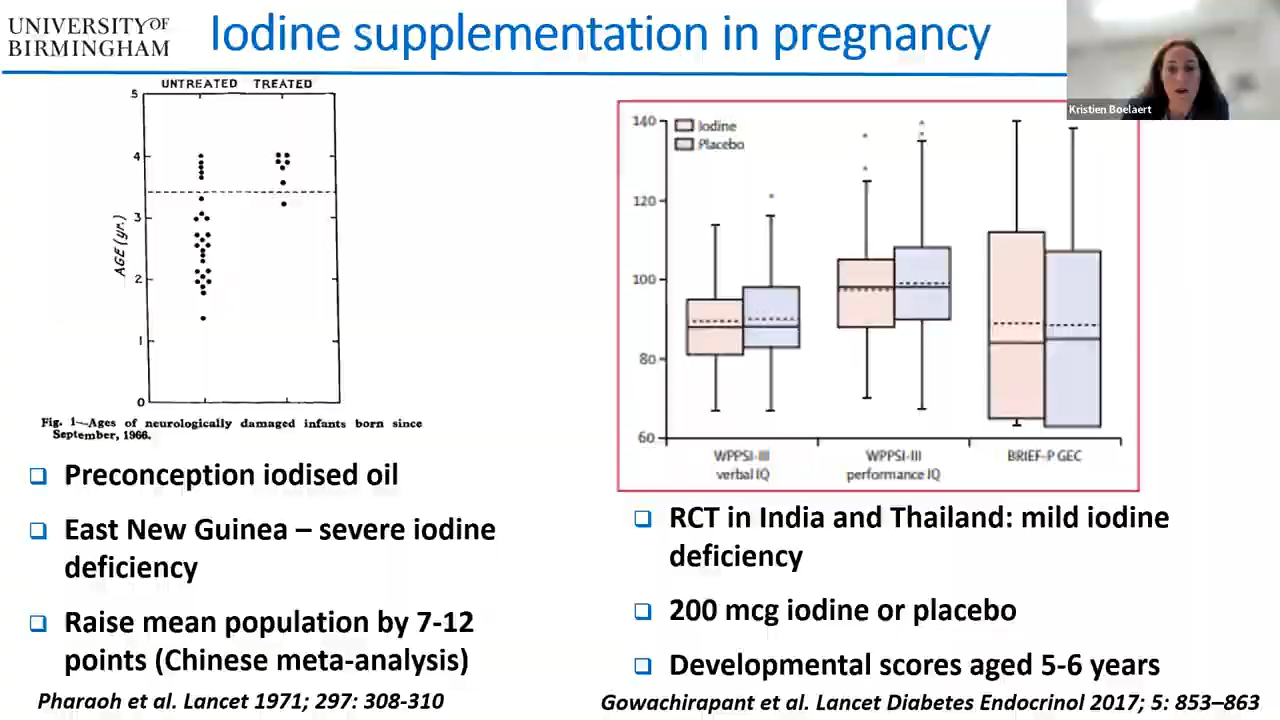 UNIVERSITY OF
BIRMINGHAM
Iodine supplementation in pregnancy
Kristien Boelaert
UNTREATED TREATED
5
4
3
2
1
0
AGE (yr.)
Fig. 1—Ages of neurologically damaged infants born since
September, 1966.
Preconception iodised oil
East New Guinea – severe iodine
deficiency
Raise mean population by 7-12
points (Chinese meta-analysis)
Pharaoh et al. Lancet 1971; 297: 308-310
Iodine
Placebo
140
120
100
80
60
WPPSI-III
verbal IQ
WPPSI-III
performance IQ
BRIEF-P GEC
RCT in India and Thailand: mild iodine
deficiency
200 mcg iodine or placebo
Developmental scores aged 5-6 years
Gowachirapant et al. Lancet Diabetes Endocrinol 2017; 5: 853–863